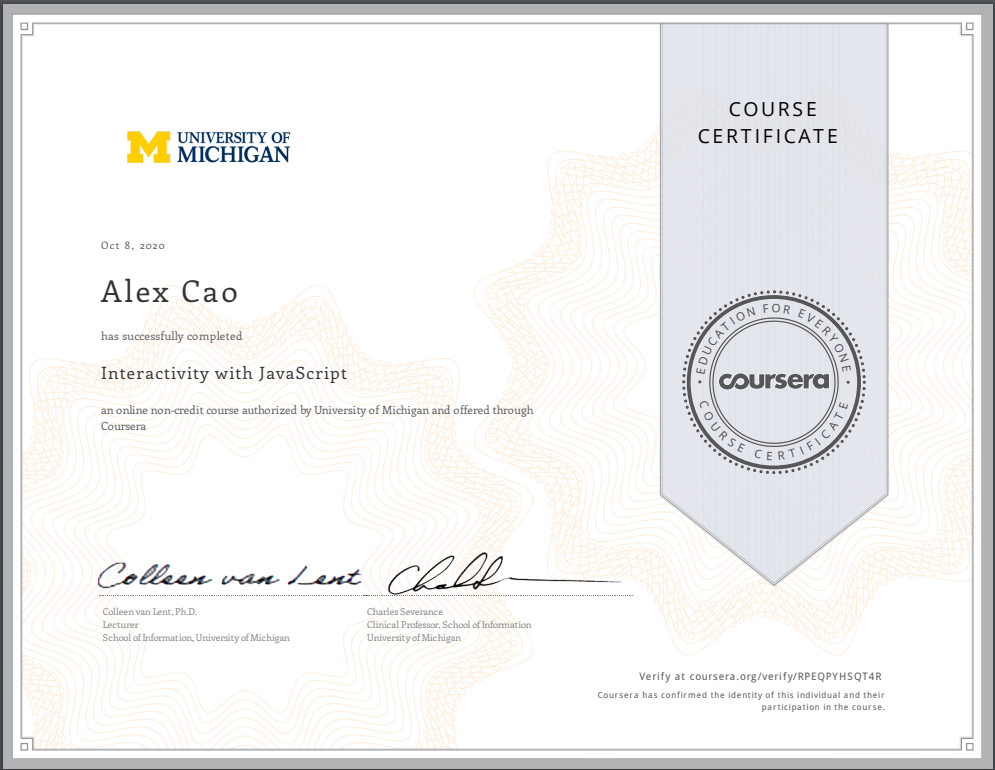 COURSE
CERTIFICATE
M UNIVERSITY OF
MICHIGAN
Oct 8, 2020
Alex Cao
has successfully completed
Interactivity with JavaScript
an online non-credit course authorized by University of Michigan and offered through
Coursera
EDUCATION FOR EVERYONE
coursera
COURSE CERTIFICATE
Colleen van Lent
Colleen van Lent, Ph.D.
Lecturer
School of Information, University of Michigan
Charles Severance
Clinical Professor, School of Information
University of Michigan
Verify at coursera.org/verify/RPEQPYHSQT4R
Coursera has confirmed the identity of this individual and their
participation in the course.